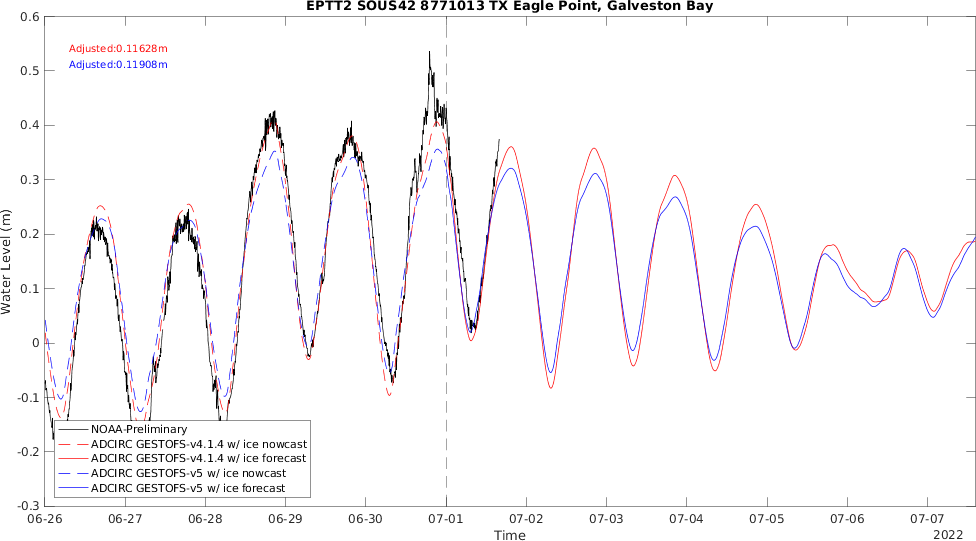 EPTT2 SOUS42 8771013 TX Eagle Point, Galveston Bay
0.6
0.5
0.4
0.3
0.2
0.1
0
-0.1
-0.2
-0.3
Water Level (m)
Adjusted:0.11628m
Adjusted:0.11908m
NOAA-Preliminary
ADCIRC GESTOFS-v4.1.4 w/ ice nowcast
ADCIRC GESTOFS-v4.1.4 w/ ice forecast
ADCIRC GESTOFS-v5 w/ ice nowcast
ADCIRC GESTOFS-v5 w/ ice forecast
06-26 06-27 06-28 06-29 06-30 07-01 07-02 07-03 07-04 07-05 07-06 07-07
Time
2022